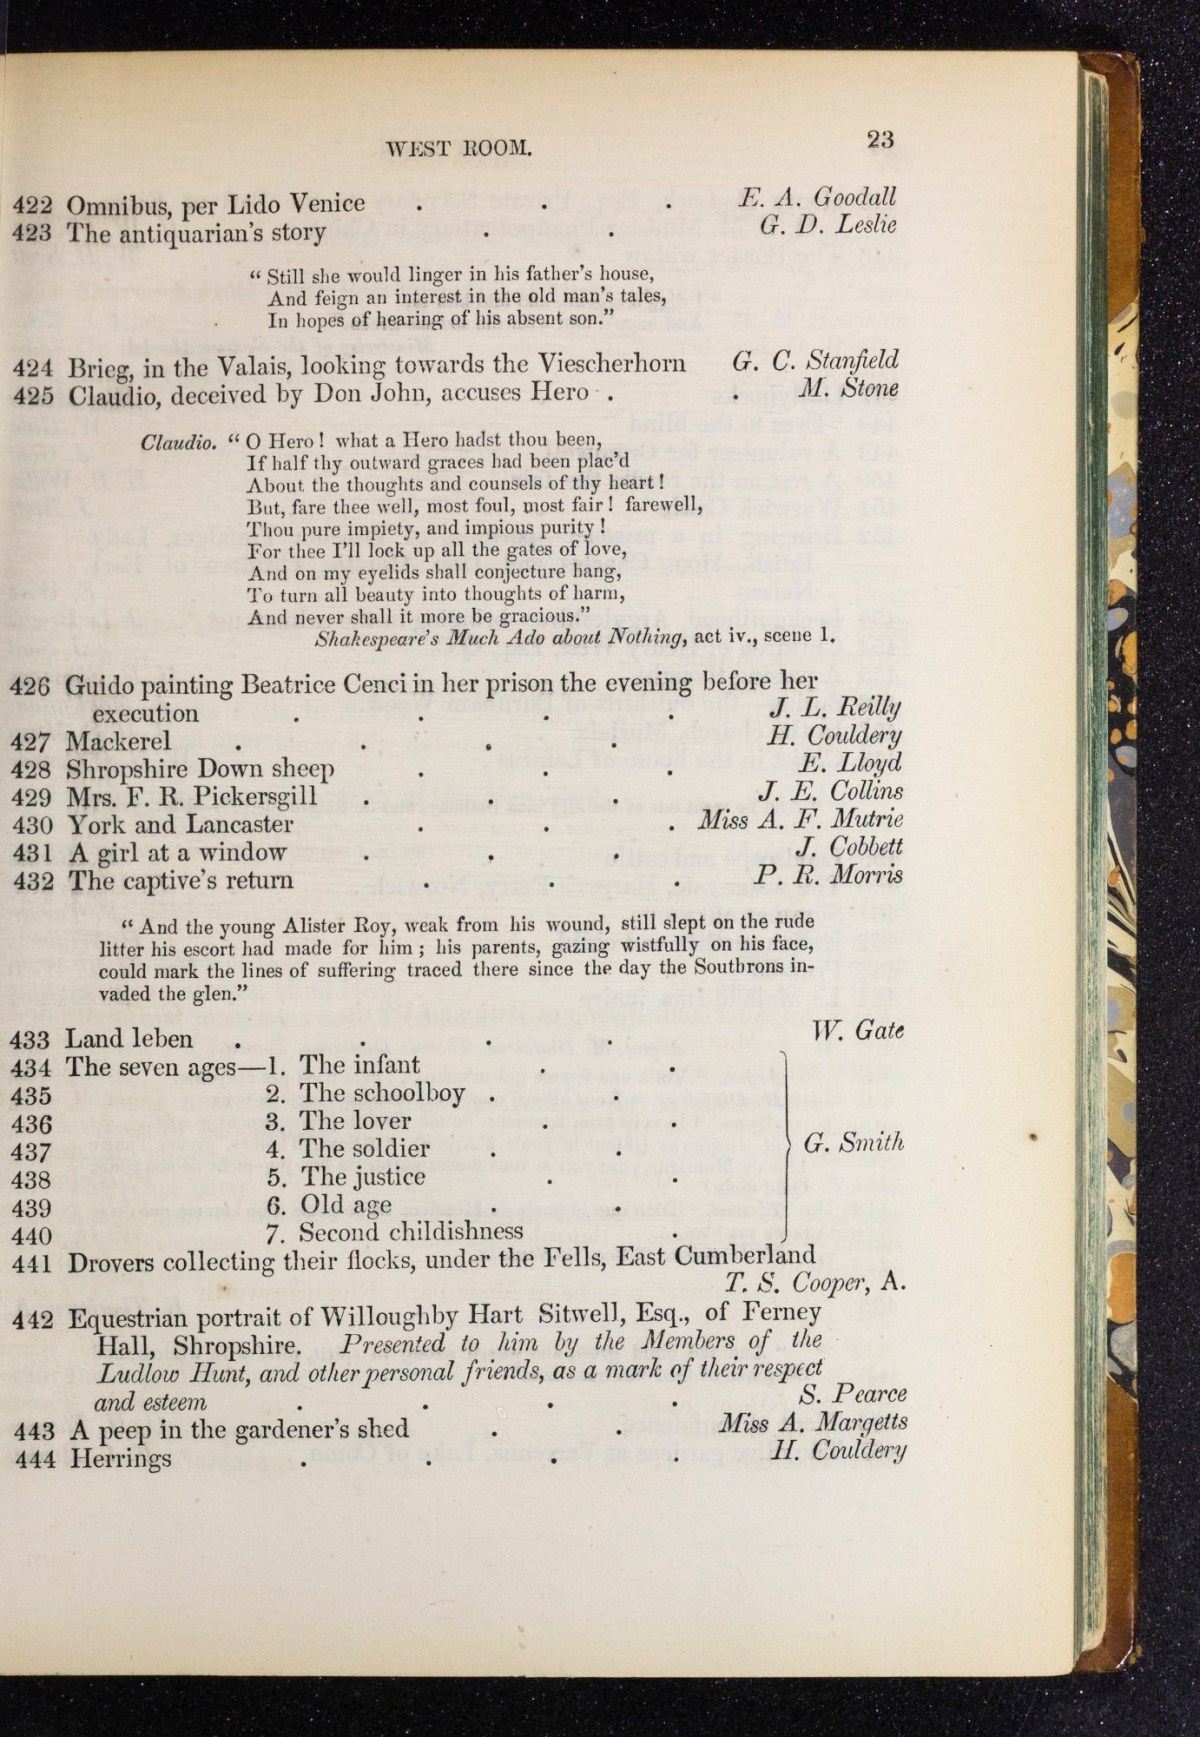 WEST ROOM. 23
422 Omnibus, per Lido Venice . . . E. A. Goodall
423 The antiquarian's story . . G. D. Leslie
“ Still she would linger in his father's house,
And feign an interest in the old man's tales,
In hopes of hearing of his absent son.”
424 Brieg, in the Valais, looking towards the Viescherhorn G. C. Stanfield
425 Claudio, deceived by Don John, accuses Hero . . M. Stone
Claudio. “ O Hero ! what a Hero hadst thou been,
If half thy outward graces had been plac'd
About the thoughts and counsels of thy heart !
But, fare thee well, most foul, most fair ! farewell,
Thou pure impiety, and impious purity !
For thee I'll lock up all the gates of love,
And on my eyelids shall conjecture hang,
To turn all beauty into thoughts of harm,
And never shall it more be gracious.”
Shakespeare's Much Ado about Nothing, act iv., scene 1.
426 Guido painting Beatrice Cenci in her prison the evening before her
execution . . . . J. L. Reilly
427 Mackerel . . . . H. Couldery
428 Shropshire Down sheep . . . E. Lloyd
429 Mrs. F. R. Pickersgill . . . J. E. Collins
430 York and Lancaster . . . Miss A. F. Mutrie
431 A girl at a window . . . J. Cobbett
432 The captive's return . . . P. R. Morris
“ And the young Alister Roy, weak from his wound, still slept on the rude
litter his escort had made for him ; his parents, gazing wistfully on his face,
could mark the lines of suffering traced there since the day the Southrons in-
vaded the glen.”
433 Land leben . . . . W. Gate
434 The seven ages—1. The infant . .
435 2. The schoolboy . .
436 3. The lover . .
437 4. The soldier . . G. Smith
438 5. The justice . .
439 6. Old age . .
440 7. Second childishness .
441 Drovers collecting their flocks, under the Fells, East Cumberland
T. S. Cooper, A.
442 Equestrian portrait of Willoughby Hart Sitwell, Esq., of Ferney
Hall, Shropshire. Presented to him by the Members of the
Ludlow Hunt, and other personal friends, as a mark of their respect
and esteem . . . . S. Pearce
443 A peep in the gardener's shed . . Miss A. Margetts
444 Herrings . . . . H. Couldery